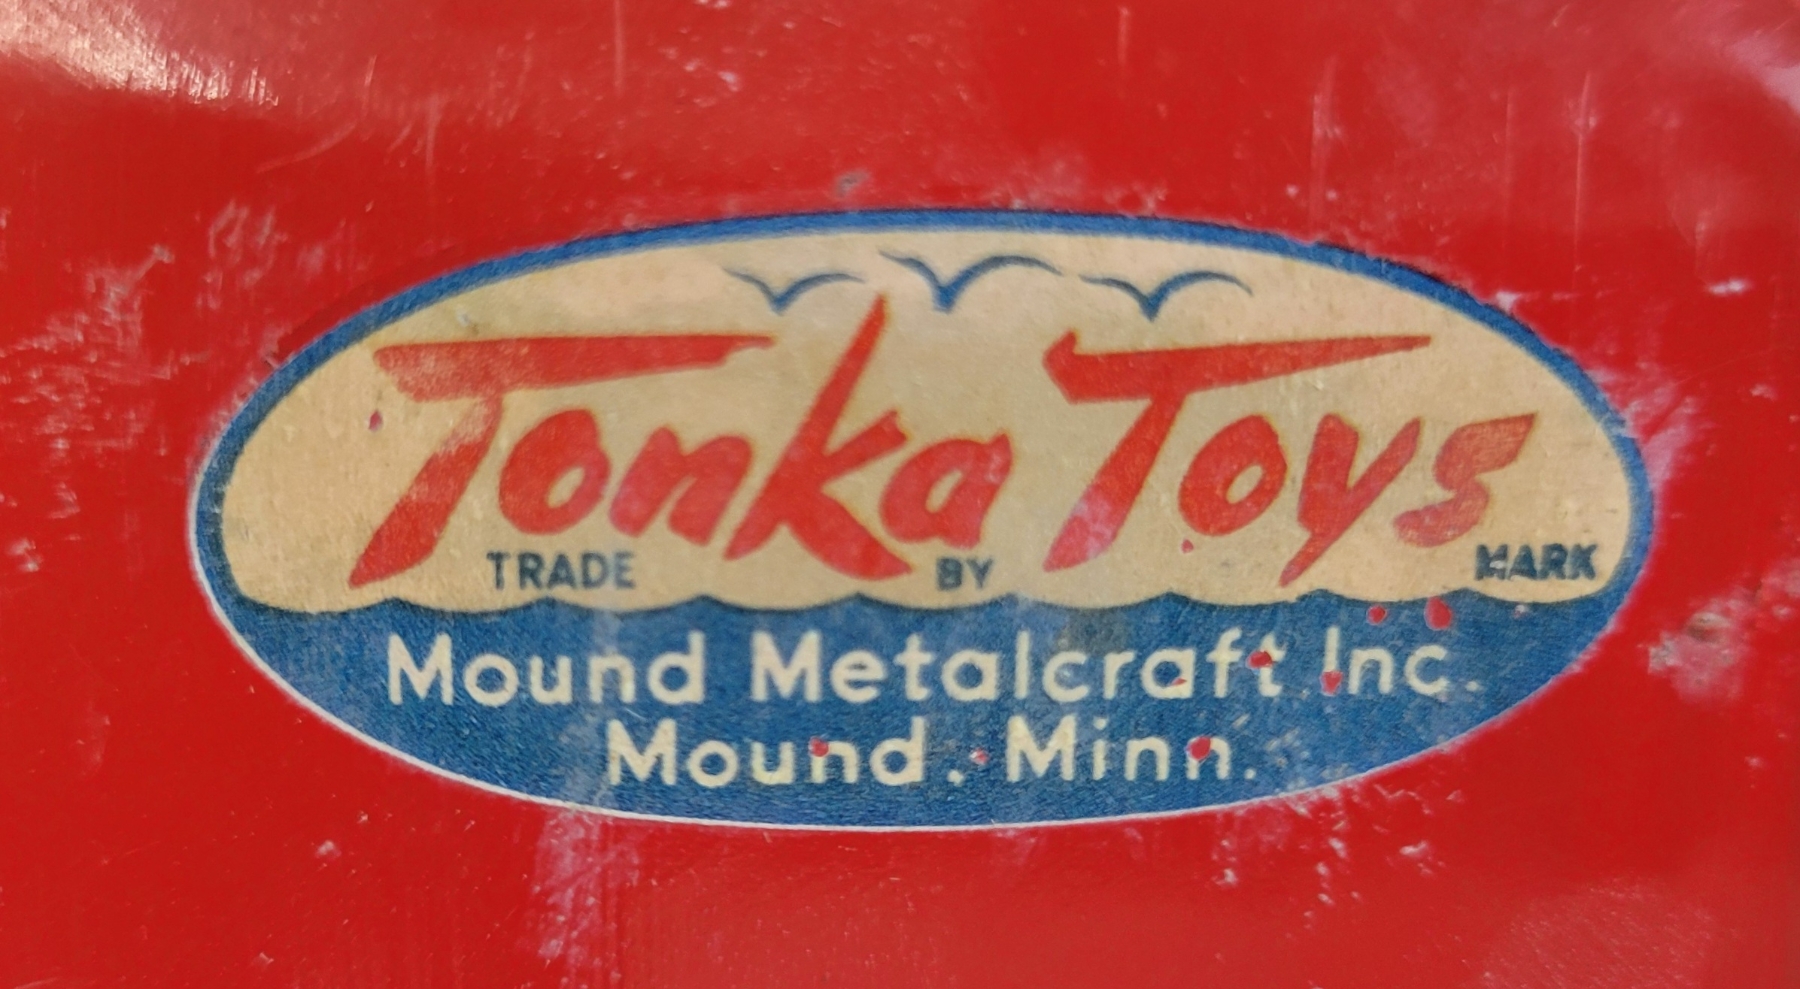 Tonka Toys
TRADE BY MARK
Mound Metalcraft Inc.
Mound, Minn.